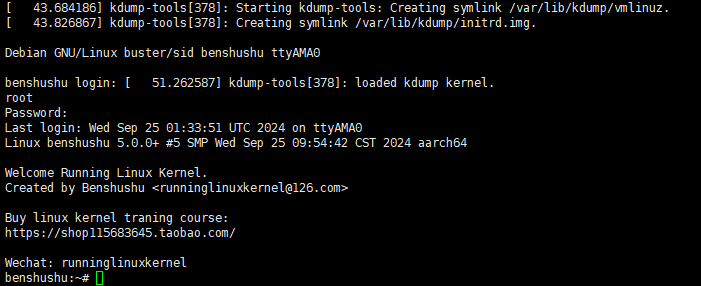 [   43.684186] kdump-tools[378]: Starting kdump-tools: Creating symlink /var/lib/kdump/vmlinuz.
[   43.826867] kdump-tools[378]: Creating symlink /var/lib/kdump/initrd.img.
Debian GNU/Linux buster/sid benshushu ttyAMA0
benshushu login: [   51.262587] kdump-tools[378]: loaded kdump kernel.
root
Password:
Last login: Wed Sep 25 01:33:51 UTC 2024 on ttyAMA0
Linux benshushu 5.0.0+ #5 SMP Wed Sep 25 09:54:42 CST 2024 aarch64
Welcome Running Linux Kernel.
Created by Benshushu <runninglinuxkernel@126.com>
Buy linux kernel traning course:
https://shop115683645.taobao.com/
Wechat: runninglinuxkernel
benshushu:~#